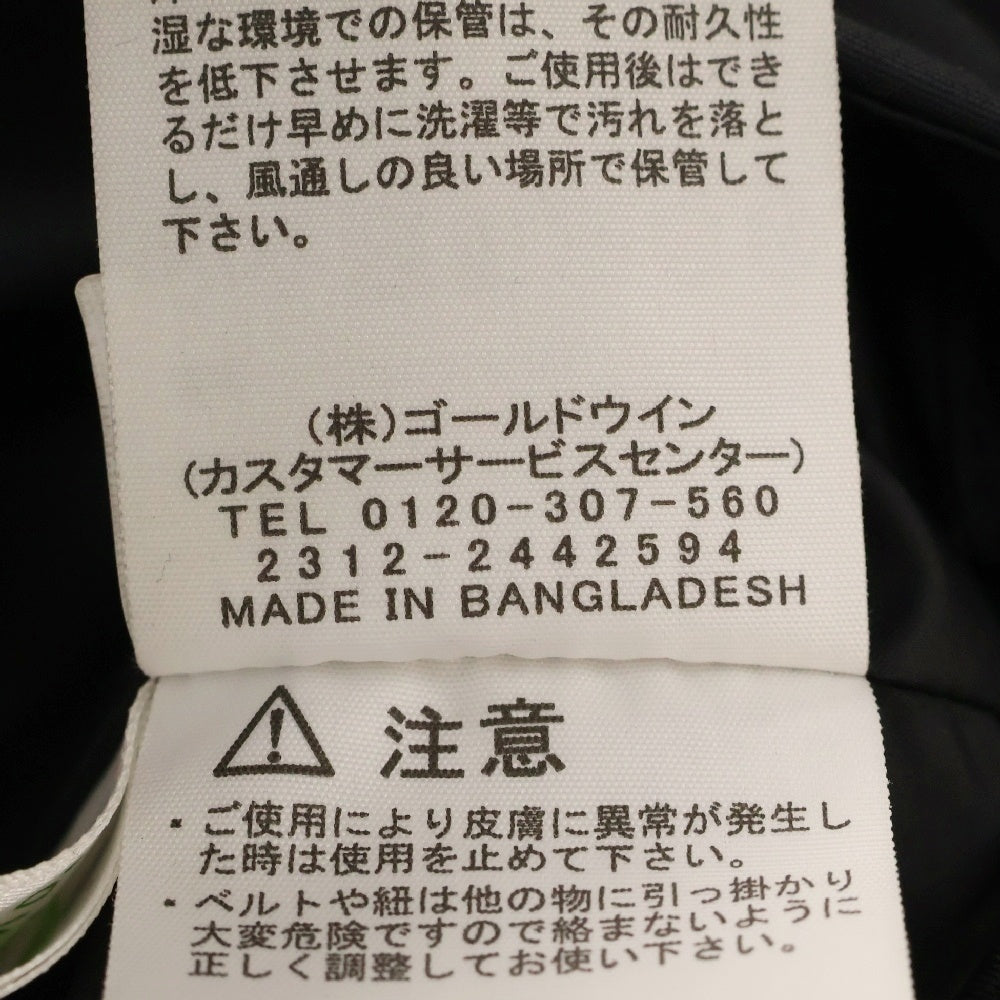 湿な環境での保管は、その耐久性
を低下させます。ご使用後はでき
るだけ早めに洗濯等で汚れを落と
し、風通しの良い場所で保管して
下さい。
(株)ゴールドウイン
(カスタマーサービスセンター)
TEL 0120-307-560
2312-2442594
MADE IN BANGLADESH
注意
・ご使用により皮膚に異常が発生し
た時は使用を止めて下さい。
・ベルトや紐は他の物に引っ掛かり
大変危険ですので絡まないように
正しく調整してお使い下さい。